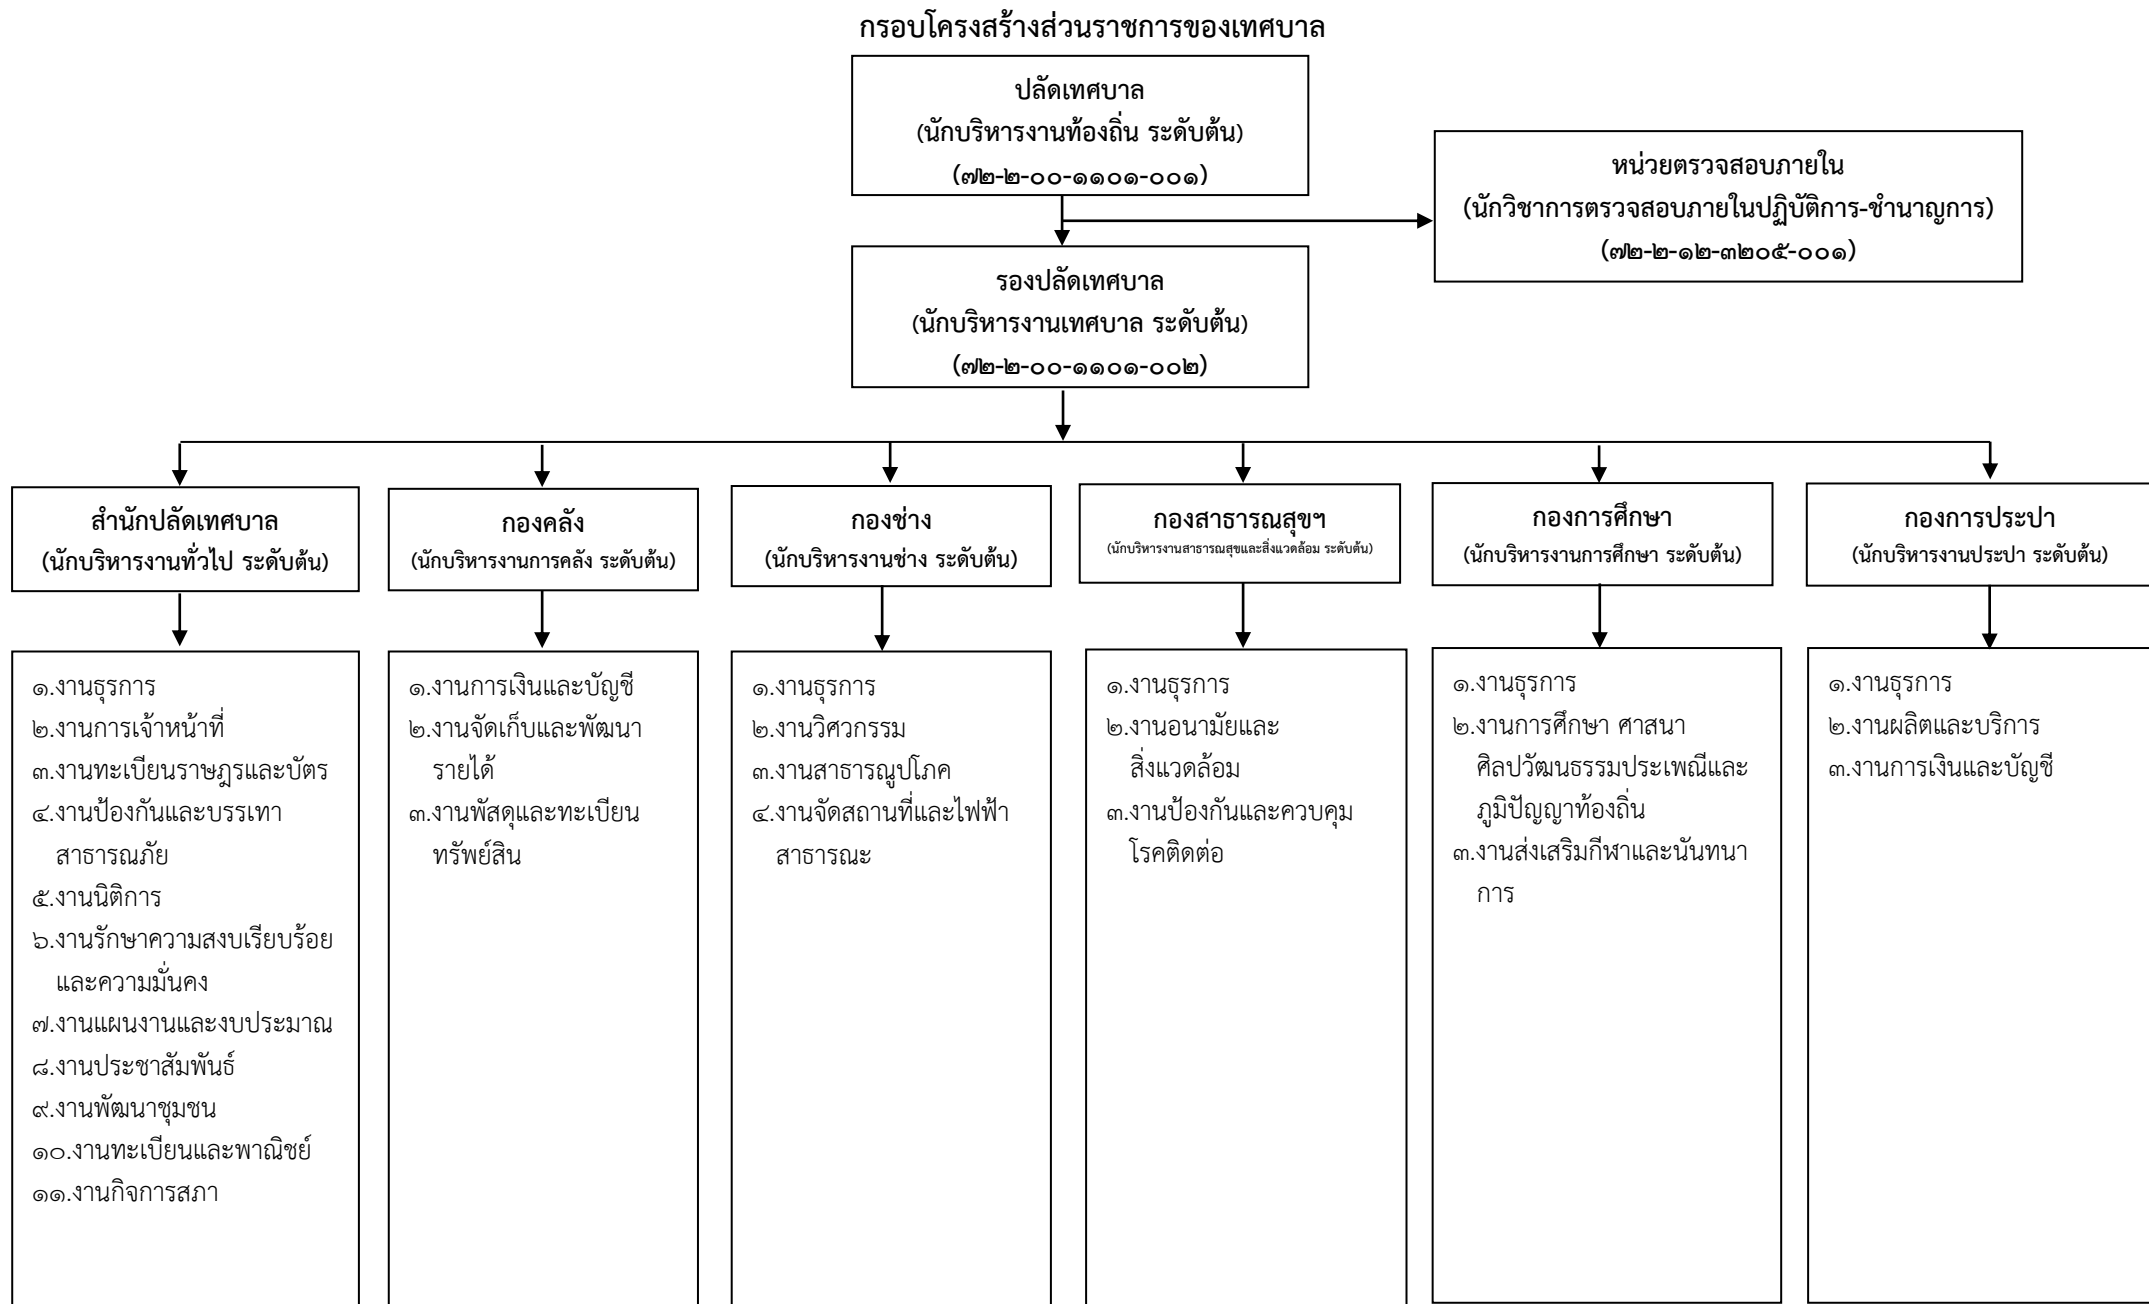 กรอบโครงสร้างส่วนราชการของเทศบาล
ปลัดเทศบาล
(นักบริหารงานท้องถิ่น ระดับต้น)
(๗๒-๒-๐๐-๑๑๐๑-๐๐๑)
หน่วยตรวจสอบภายใน
(นักวิชาการตรวจสอบภายในปฏิบัติการ-ชำนาญการ)
(๗๒-๒-๑๒-๓๒๐๕-๐๐๑)
รองปลัดเทศบาล
(นักบริหารงานเทศบาล ระดับต้น)
(๗๒-๒-๐๐-๑๑๐๑-๐๐๒)
สำนักปลัดเทศบาล
(นักบริหารงานทั่วไป ระดับต้น)
กองคลัง
(นักบริหารงานการคลัง ระดับต้น)
กองช่าง
(นักบริหารงานช่าง ระดับต้น)
กองสาธารณสุขฯ
(นักบริหารงานสาธารณสุขและสิ่งแวดล้อม ระดับต้น)
กองการศึกษา
(นักบริหารงานการศึกษา ระดับต้น)
กองการประปา
(นักบริหารงานประปา ระดับต้น)
๑.งานธุรการ
๒.งานการเจ้าหน้าที่
๓.งานทะเบียนราษฎรและบัตร
๔.งานป้องกันและบรรเทา
สาธารณภัย
๕.งานนิติการ
๖.งานรักษาความสงบเรียบร้อย
และความมั่นคง
๗.งานแผนงานและงบประมาณ
๘.งานประชาสัมพันธ์
๙.งานพัฒนาชุมชน
๑๐.งานทะเบียนและพาณิชย์
๑๑.งานกิจการสภา
๑.งานการเงินและบัญชี
๒.งานจัดเก็บและพัฒนา
รายได้
๓.งานพัสดุและทะเบียน
ทรัพย์สิน
๑.งานธุรการ
๒.งานวิศวกรรม
๓.งานสาธารณูปโภค
๔.งานจัดสถานที่และไฟฟ้า
สาธารณะ
๑.งานธุรการ
๒.งานอนามัยและ
สิ่งแวดล้อม
๓.งานป้องกันและควบคุม
โรคติดต่อ
๑.งานธุรการ
๒.งานการศึกษา ศาสนา
ศิลปวัฒนธรรมประเพณีและ
ภูมิปัญญาท้องถิ่น
๓.งานส่งเสริมกีฬาและนันทนา
การ
๑.งานธุรการ
๒.งานผลิตและบริการ
๓.งานการเงินและบัญชี